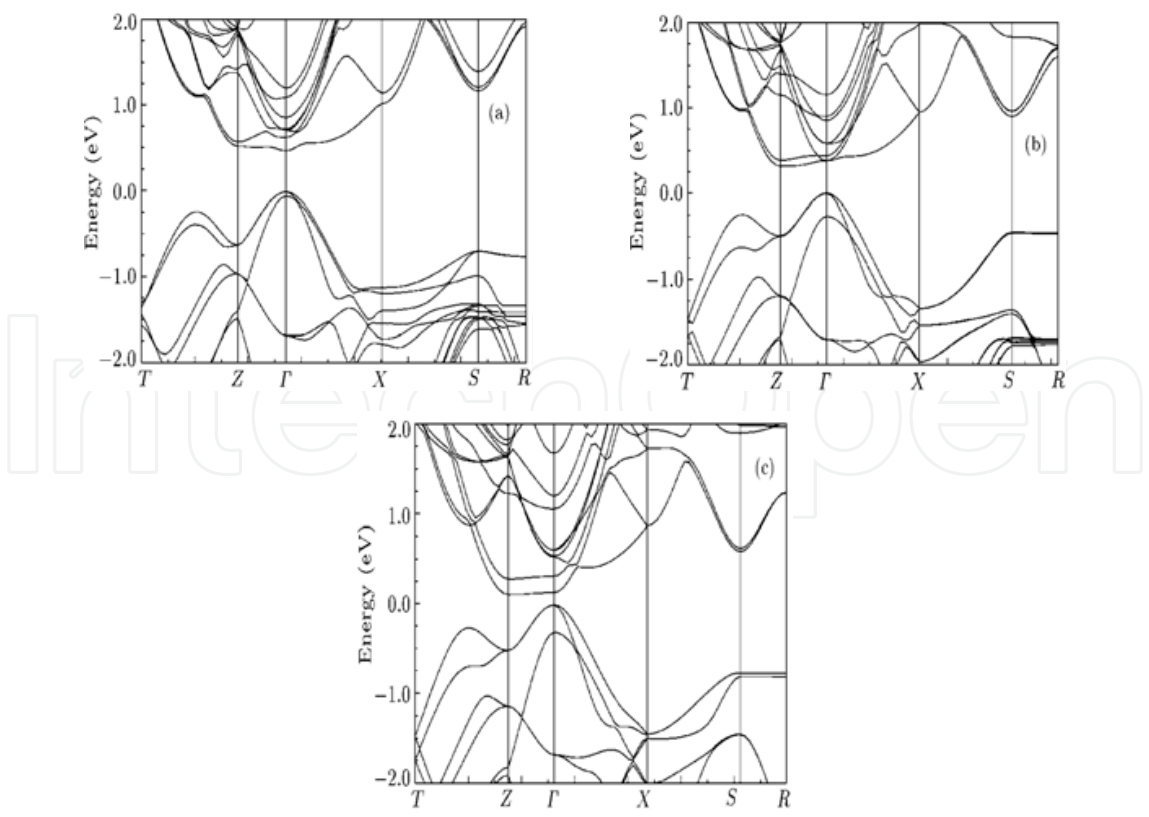 2.0
1.0
0.0
−1.0
−2.0
Energy (eV)
(a)
T Z Γ X S R
2.0
1.0
0.0
−1.0
−2.0
Energy (eV)
(b)
T Z Γ X S R
IntechOpen
2.0
1.0
0.0
−1.0
−2.0
Energy (eV)
(c)
T Z Γ X S R